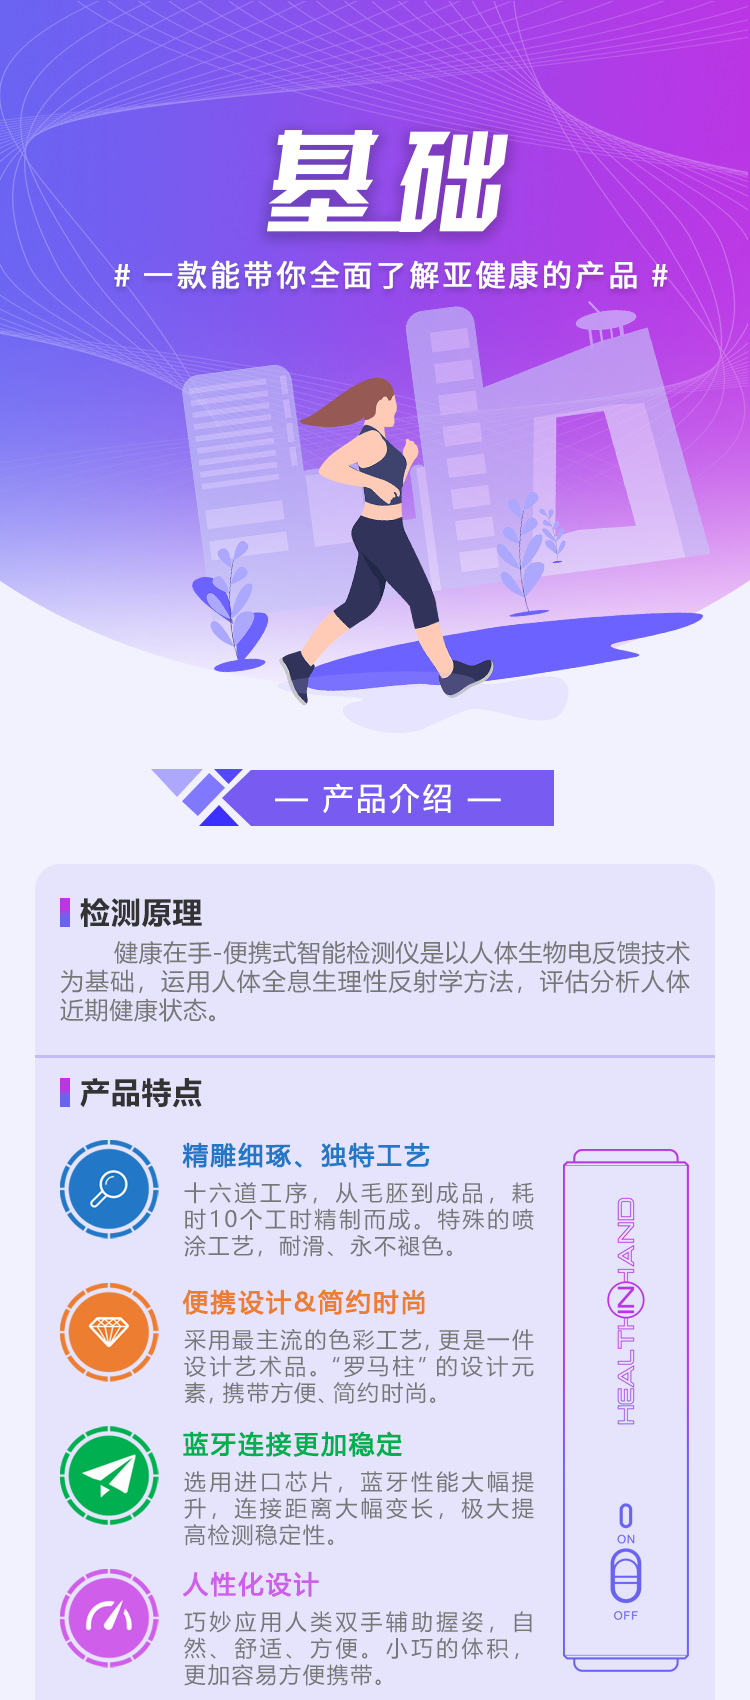 基础
# 一款能带你全面了解亚健康的产品 #
— 产品介绍 —
检测原理
健康在手-便携式智能检测仪是以人体生物电反馈技术
为基础，运用人体全息生理性反射学方法，评估分析人体
近期健康状态。
产品特点
精雕细琢、独特工艺
十六道工序，从毛胚到成品，耗
时10个工时精制而成。特殊的喷
涂工艺，耐滑、永不褪色。
便携设计&简约时尚
采用最主流的色彩工艺，更是一件
设计艺术品。“罗马柱”的设计元
素，携带方便、简约时尚。
蓝牙连接更加稳定
选用进口芯片，蓝牙性能大幅提
升，连接距离大幅变长，极大提
高检测稳定性。
人性化设计
巧妙应用人类双手辅助握姿，自
然、舒适、方便。小巧的体积，
更加容易方便携带。
HEALTHINHAND
ON
OFF